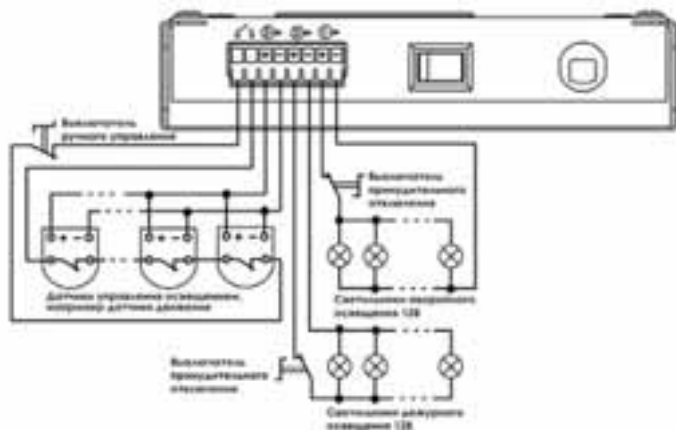 Выключатель
ручного управления
Выключатель
принудительного
отключения
+ - + - + -
Датчики управления освещением,
например датчики движения
Светильники аварийного
освещения 12В
Выключатель
принудительного
отключения
Светильники дежурного
освещения 12В